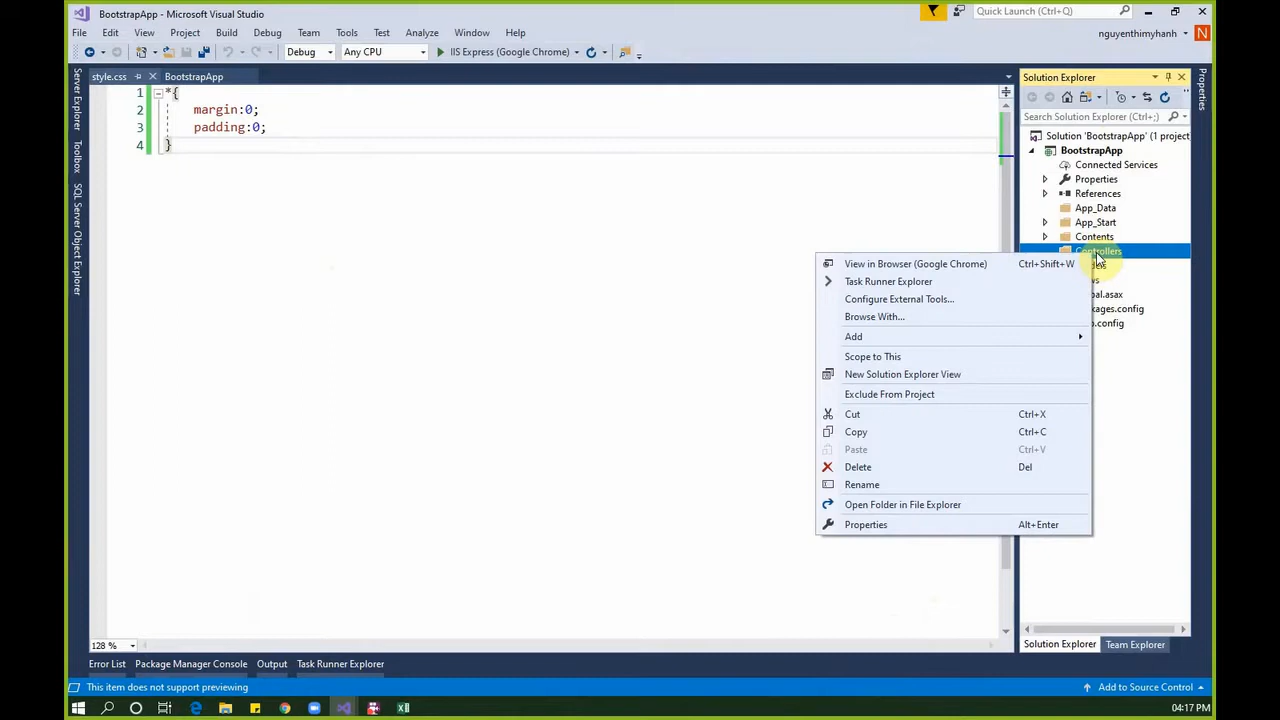 BootstrapApp - Microsoft Visual Studio
Quick Launch (Ctrl+Q)
File Edit View Project Build Debug Team Tools Test Analyze Window Help
nguyenthimyhanh N
Debug Any CPU IIS Express (Google Chrome)
Server Explorer
Toolbox
SQL Server Object Explorer
style.css BootstrapApp
1 *{
2 margin:0;
3 padding:0;
4 }
Solution Explorer
Search Solution Explorer (Ctrl+;)
Solution 'BootstrapApp' (1 project
BootstrapApp
Connected Services
Properties
References
App_Data
App_Start
Contents
Controllers
bal.asax
kages.config
.config
View in Browser (Google Chrome) Ctrl+Shift+W
Task Runner Explorer
Configure External Tools...
Browse With...
Add
Scope to This
New Solution Explorer View
Exclude From Project
Cut Ctrl+X
Copy Ctrl+C
Paste Ctrl+V
Delete Del
Rename
Open Folder in File Explorer
Properties Alt+Enter
Properties
128 %
Solution Explorer Team Explorer
Error List Package Manager Console Output Task Runner Explorer
This item does not support previewing
Add to Source Control
04:17 PM